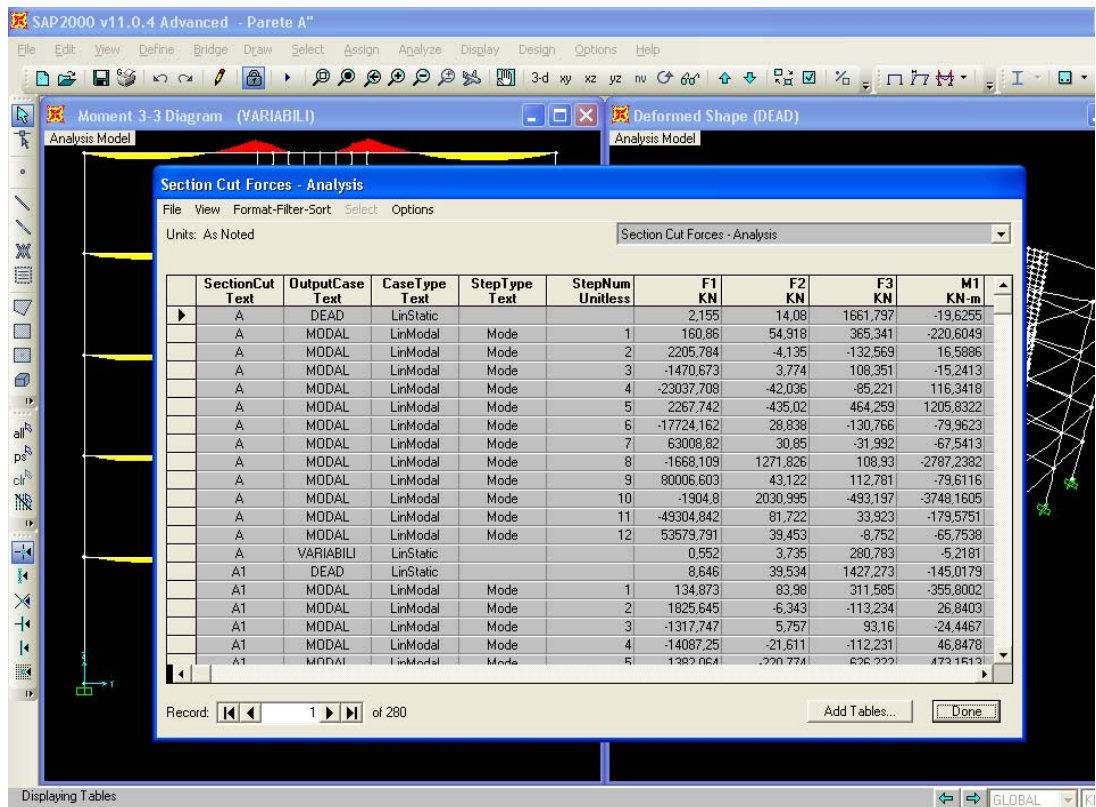 SAP2000 v11.0.4 Advanced - Parete A"
File Edit View Define Bridge Draw Select Assign Analyze Display Design Options Help
3-d xy xz yz nv
Moment 3-3 Diagram (VARIABILI)
Deformed Shape (DEAD)
Analysis Model
Analysis Model
Section Cut Forces - Analysis
File View Format-Filter-Sort Select Options
Units: As Noted
Section Cut Forces - Analysis
SectionCut OutputCase CaseType StepType StepNum F1 F2 F3 M1
Text Text Text Text Unitless KN KN KN KN-m
A DEAD LinStatic 2,155 14,08 1661,797 -19,6255
A MODAL LinModal Mode 1 160,86 54,918 365,341 -220,6049
A MODAL LinModal Mode 2 2205,784 -4,135 -132,569 16,5886
A MODAL LinModal Mode 3 -1470,673 3,774 108,351 -15,2413
A MODAL LinModal Mode 4 -23037,708 -42,036 -85,221 116,3418
A MODAL LinModal Mode 5 2267,742 -435,02 464,259 1205,8322
A MODAL LinModal Mode 6 -17724,162 28,838 -130,766 -79,9623
A MODAL LinModal Mode 7 63008,82 30,85 -31,992 -67,5413
A MODAL LinModal Mode 8 -1668,109 1271,826 108,93 -2787,2382
A MODAL LinModal Mode 9 80006,603 43,122 112,781 -79,6116
A MODAL LinModal Mode 10 -1904,8 2030,995 -493,197 -3748,1605
A MODAL LinModal Mode 11 -49304,842 81,722 33,923 -179,5751
A MODAL LinModal Mode 12 53579,791 39,453 -8,752 -65,7538
A VARIABILI LinStatic 0,552 3,735 280,783 -5,2181
A1 DEAD LinStatic 8,646 39,534 1427,273 -145,0179
A1 MODAL LinModal Mode 1 134,873 83,98 311,585 -355,8002
A1 MODAL LinModal Mode 2 1825,645 -6,343 -113,234 26,8403
A1 MODAL LinModal Mode 3 -1317,747 5,757 93,16 -24,4467
A1 MODAL LinModal Mode 4 -14087,25 -21,611 -112,231 46,8478
A1 MODAL LinModal Mode 5 1382,064 -220,774 626,222 473,1513
Record: 1 of 280
Add Tables... Done
all
ps
clr
Displaying Tables
GLOBAL